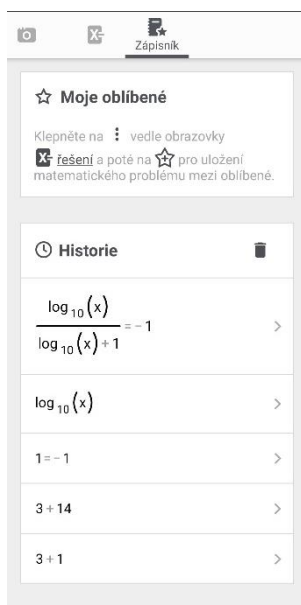 Zápisník
Moje oblíbené
Klepněte na ⋮ vedle obrazovky
X÷ řešení a poté na ☆ pro uložení
matematického problému mezi oblíbené.
Historie
log₁₀(x)
log₁₀(x) + 1 = - 1
log₁₀(x)
1 = - 1
3 + 14
3 + 1